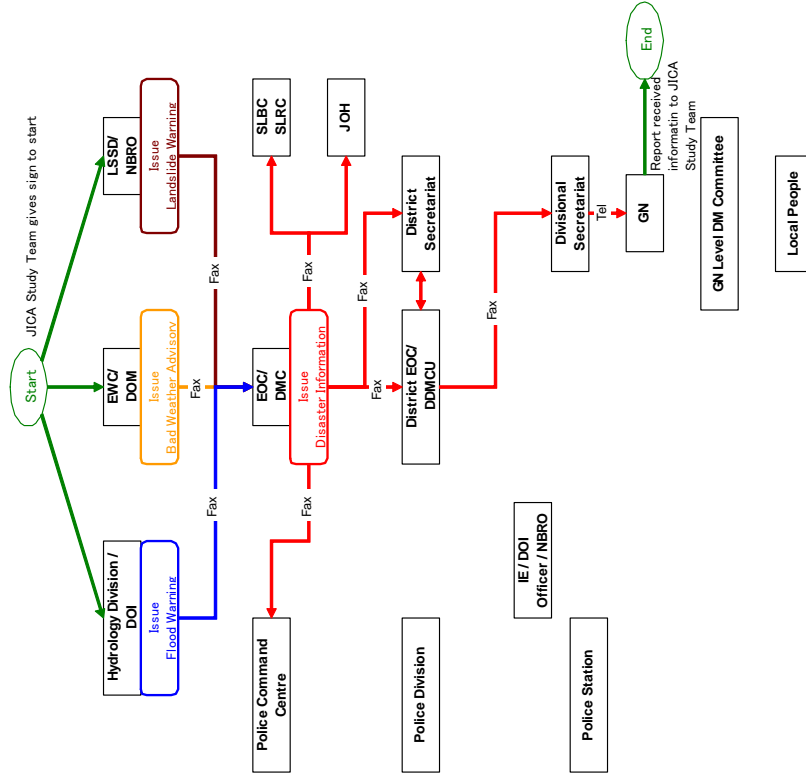 Start
JICA Study Team gives sign to start
Hydrology Division /
DOI
Issue
Flood Warning
EWC/
DOM
Issue
Bad Weather Advisory
LSSD/
NBRO
Issue
Landslide Warning
Fax
Fax
Fax
Police Command
Centre
Fax
EOC/
DMC
Issue
Disaster Information
Fax
SLBC
SLRC
JOH
Fax
Fax
Police Division
District EOC/
DDMCU
District
Secretariat
Fax
IE / DOI
Officer / NBRO
Police Station
Divisional
Secretariat
Tel
GN
Report received
informatin to JICA
Study Team
End
GN Level DM Committee
Local People